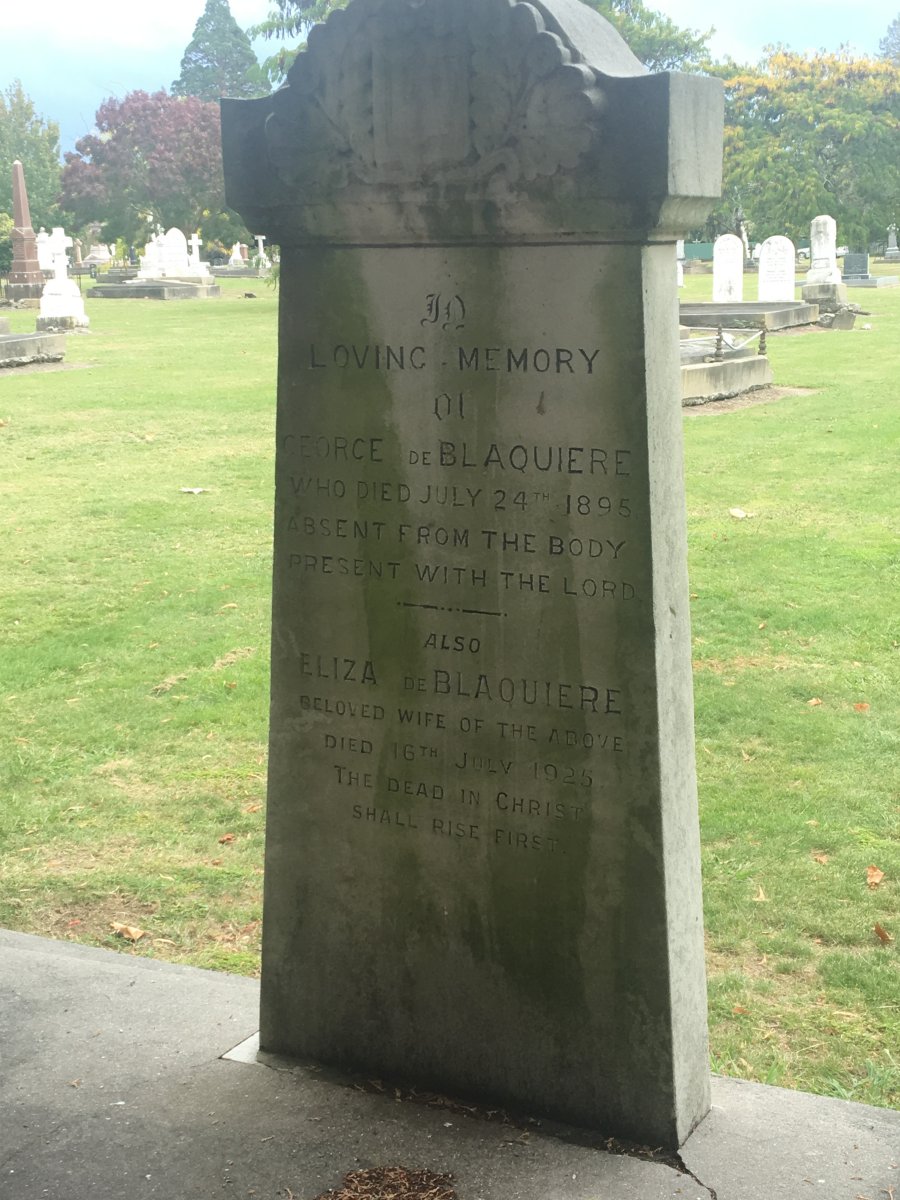 In
LOVING MEMORY
Of
GEORGE DE BLAQUIERE
WHO DIED JULY 24TH 1895.
ABSENT FROM THE BODY
PRESENT WITH THE LORD.
ALSO
ELIZA DE BLAQUIERE
BELOVED WIFE OF THE ABOVE,
DIED 16TH JULY 1925.
THE DEAD IN CHRIST
SHALL RISE FIRST.